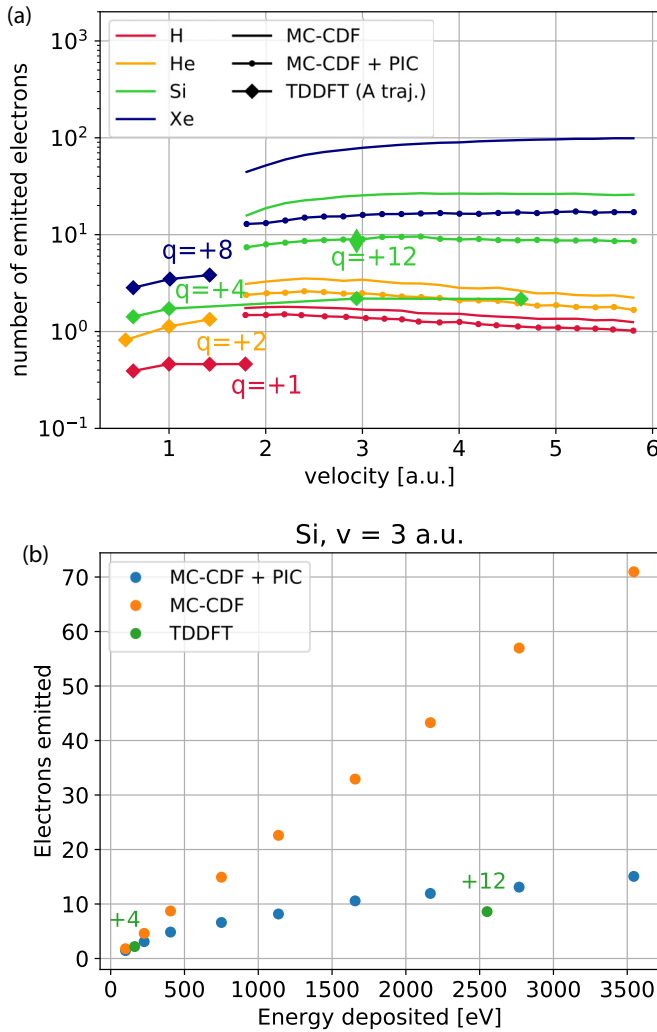 (a)
H
He
Si
Xe
MC-CDF
MC-CDF + PIC
TDDFT (A traj.)
number of emitted electrons
10³
10²
10¹
10⁰
10⁻¹
q=+8
q=+4
q=+12
q=+2
q=+1
1 2 3 4 5 6
velocity [a.u.]
Si, v = 3 a.u.
(b)
MC-CDF + PIC
MC-CDF
TDDFT
Electrons emitted
70
60
50
40
30
20
10
0
+4
+12
0 500 1000 1500 2000 2500 3000 3500
Energy deposited [eV]